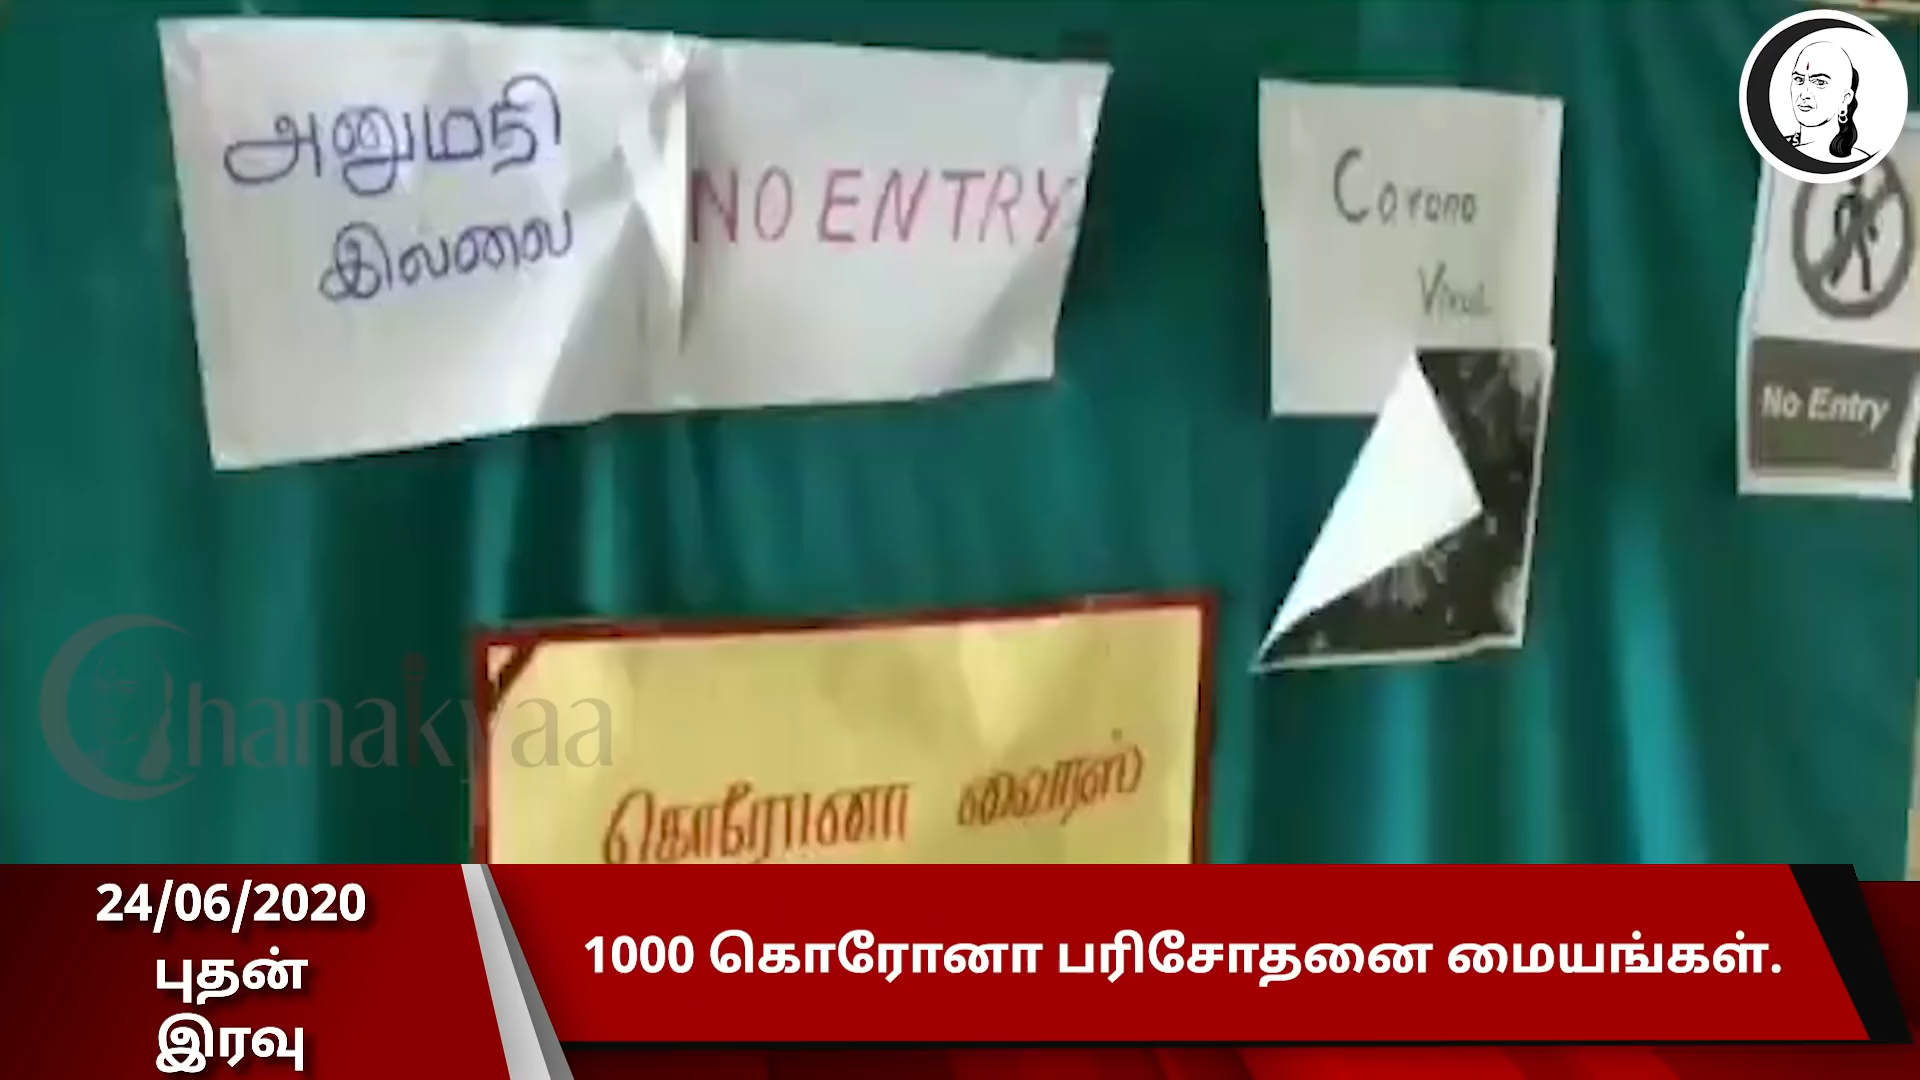 அனுமதி
இல்லை
NO ENTRY
Corona
Virus
No Entry
Chanakyaa
கொரோனா வைரஸ்
24/06/2020
புதன்
இரவு
1000 கொரோனா பரிசோதனை மையங்கள்.